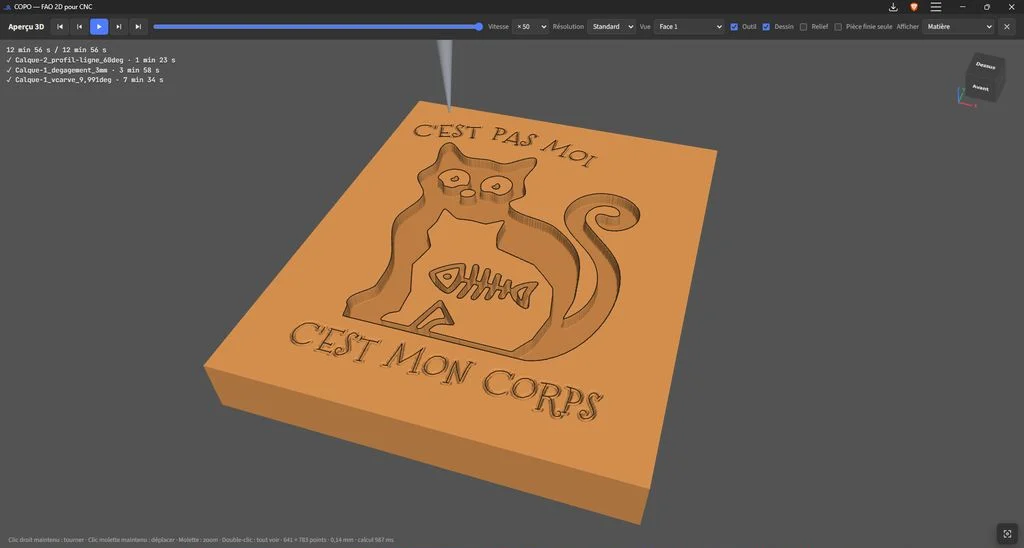 COPO — FAO 2D pour CNC
Aperçu 3D
Vitesse × 50 Résolution Standard Vue Face 1 Outil Dessin Relief Pièce finie seule Afficher Matière
12 min 56 s / 12 min 56 s
✓ Calque-2_profil-ligne_60deg · 1 min 23 s
✓ Calque-1_degagement_3mm · 3 min 58 s
✓ Calque-1_vcarve_9,991deg · 7 min 34 s
Dessus
Avant
X
C'EST PAS MOI
C'EST MON CORPS
Clic droit maintenu : tourner · Clic molette maintenu : déplacer · Molette : zoom · Double-clic : tout voir · 641 × 783 points · 0,14 mm · calcul 987 ms